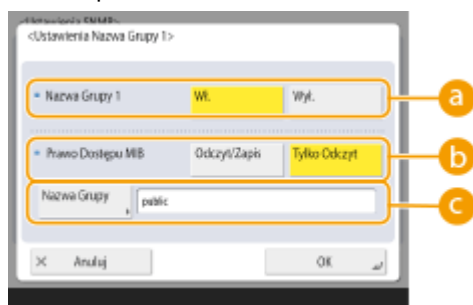 <Ustawienia SNMP>
<Ustawienia Nazwa Grupy 1>
Nazwa Grupy 1 Wł. Wył. a
Prawo Dostępu MIB Odczyt/Zapis Tylko Odczyt b
Nazwa Grupy public c
× Anuluj OK